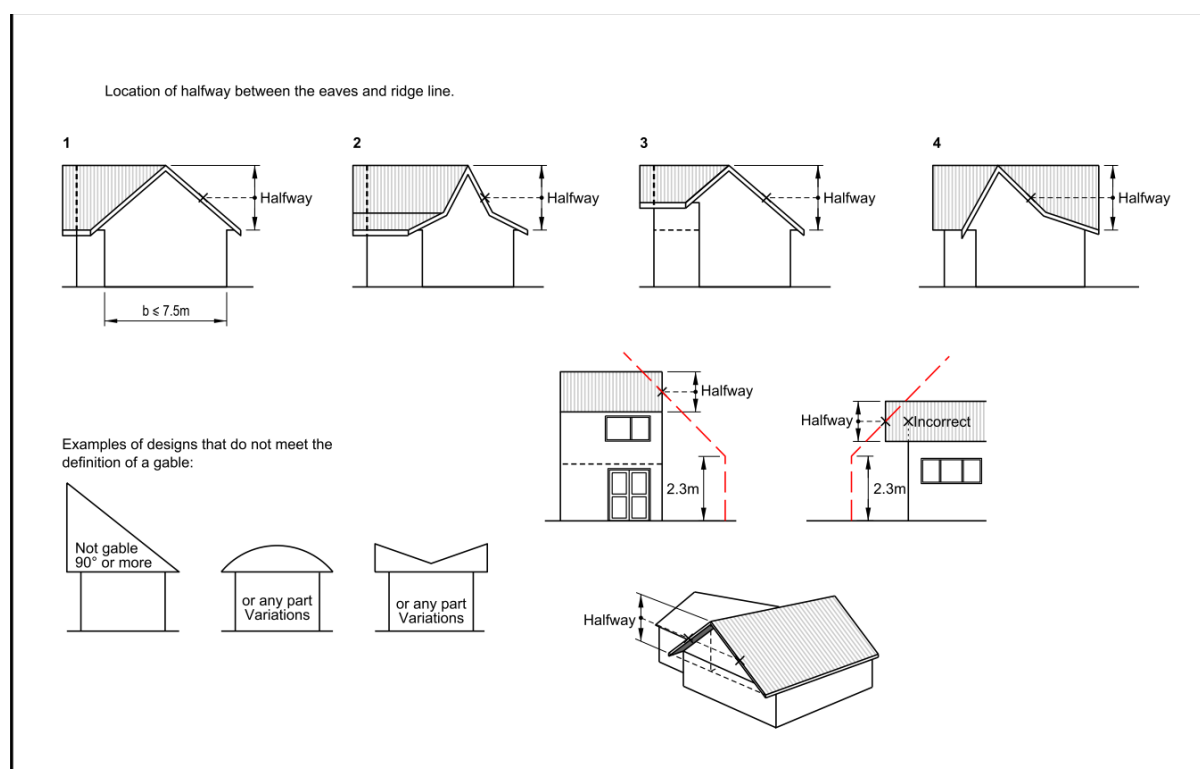 Location of halfway between the eaves and ridge line.
1
2
3
4
Halfway
Halfway
Halfway
Halfway
b ≤ 7.5m
Halfway
Halfway
Incorrect
2.3m
2.3m
Examples of designs that do not meet the
definition of a gable:
Not gable
90° or more
or any part
Variations
or any part
Variations
Halfway